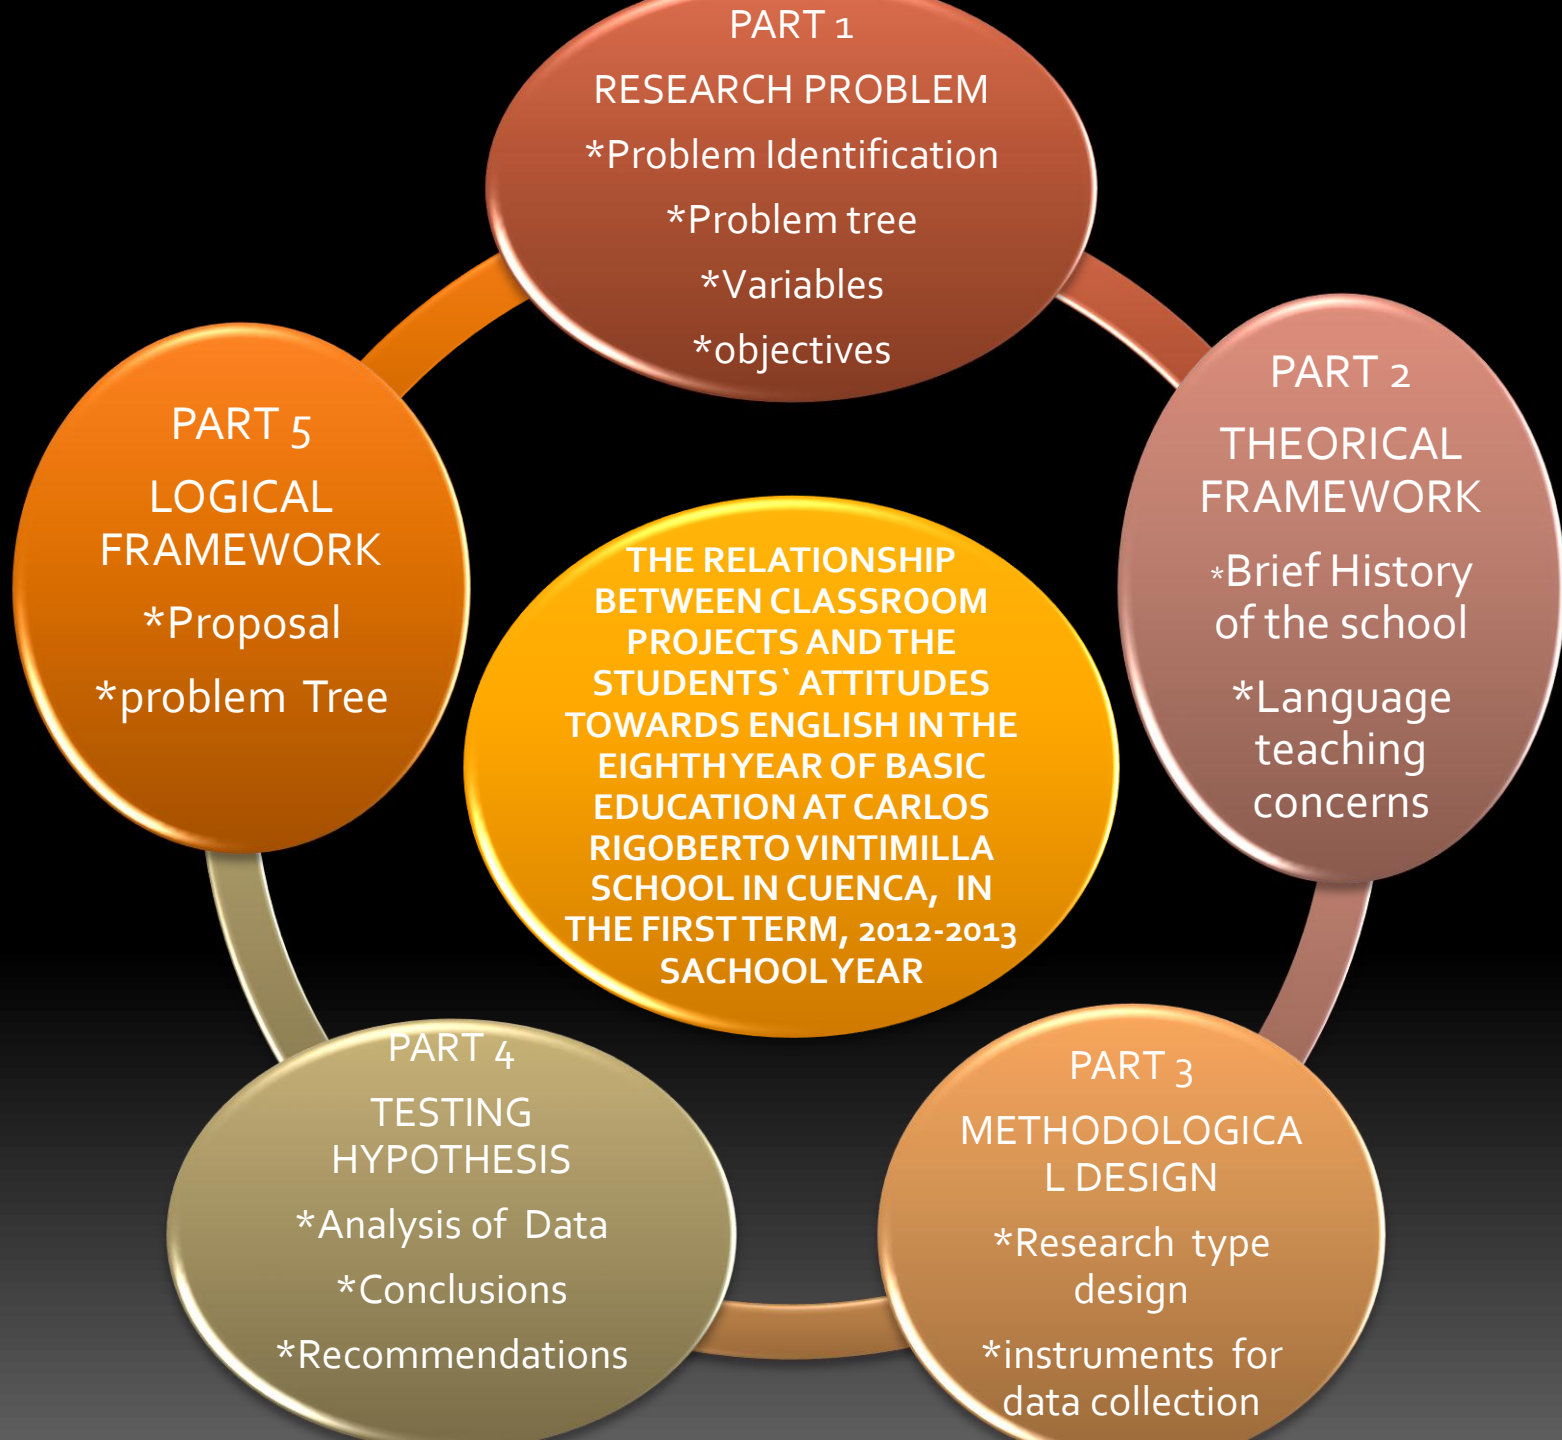 PART 1
RESEARCH PROBLEM
*Problem Identification
*Problem tree
*Variables
*objectives
PART 2
THEORICAL
FRAMEWORK
*Brief History
of the school
*Language
teaching
concerns
PART 3
METHODOLOGICA
L DESIGN
*Research type
design
*instruments for
data collection
PART 4
TESTING
HYPOTHESIS
*Analysis of Data
*Conclusions
*Recommendations
PART 5
LOGICAL
FRAMEWORK
*Proposal
*problem Tree
THE RELATIONSHIP
BETWEEN CLASSROOM
PROJECTS AND THE
STUDENTS` ATTITUDES
TOWARDS ENGLISH IN THE
EIGHTH YEAR OF BASIC
EDUCATION AT CARLOS
RIGOBERTO VINTIMILLA
SCHOOL IN CUENCA, IN
THE FIRST TERM, 2012-2013
SACHOOL YEAR